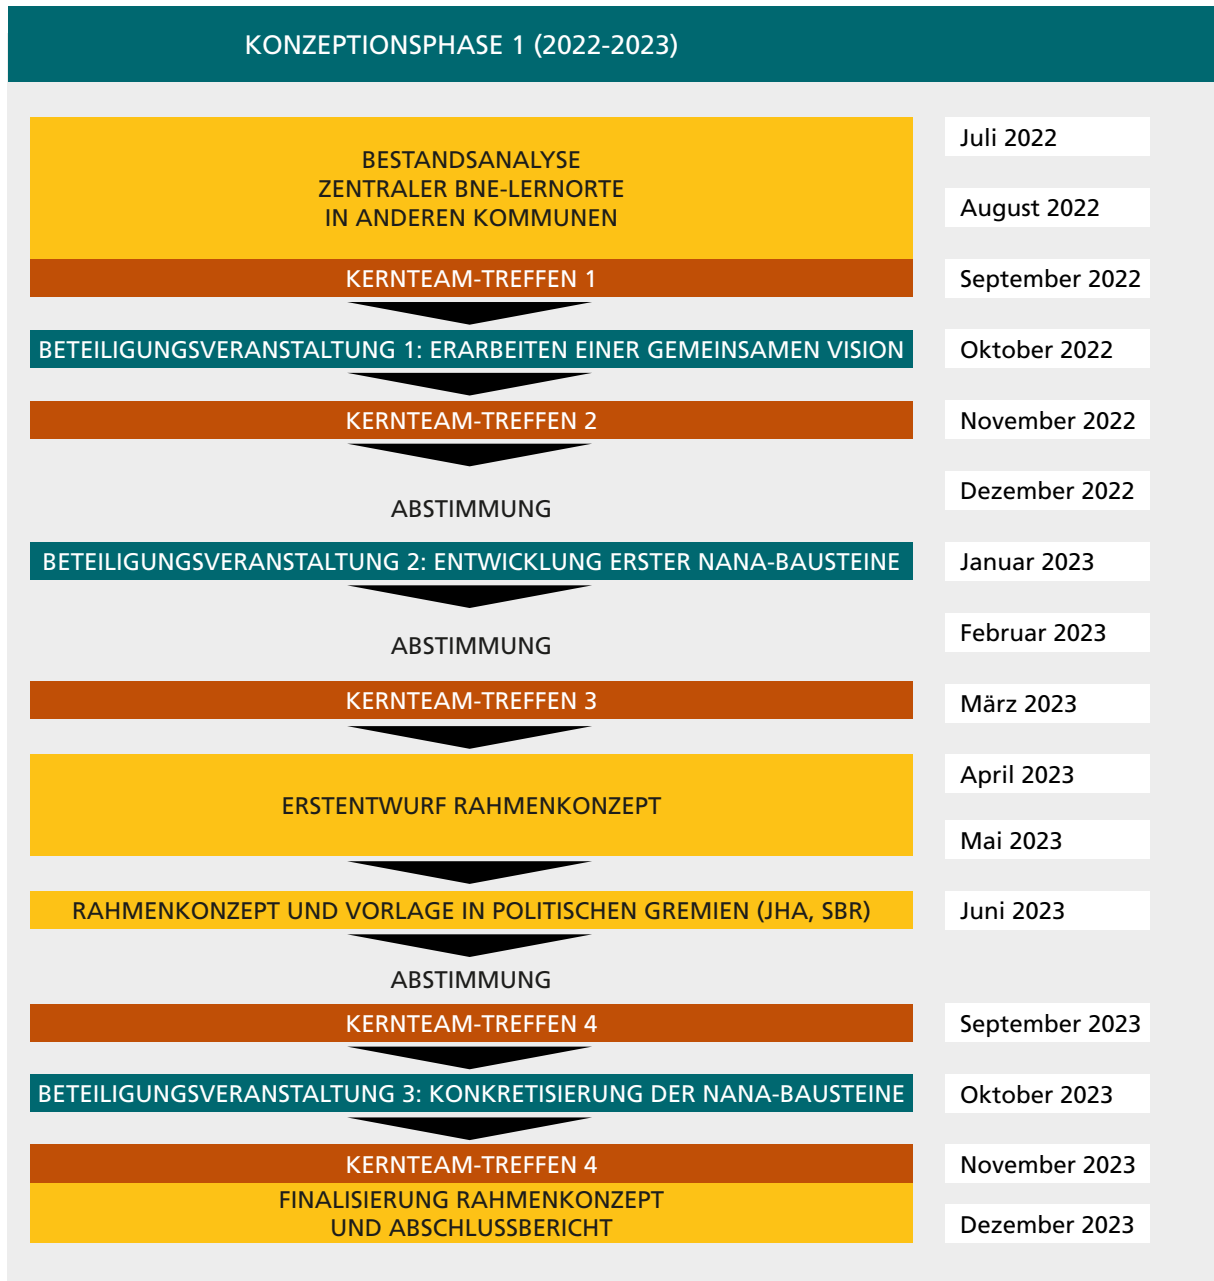 KONZEPTIONSPHASE 1 (2022-2023)
Juli 2022
BESTANDSANALYSE
ZENTRALER BNE-LERNORTE
IN ANDEREN KOMMUNEN
August 2022
KERNTEAM-TREFFEN 1
September 2022
BETEILIGUNGSVERANSTALTUNG 1: ERARBEITEN EINER GEMEINSAMEN VISION
Oktober 2022
KERNTEAM-TREFFEN 2
November 2022
Dezember 2022
ABSTIMMUNG
BETEILIGUNGSVERANSTALTUNG 2: ENTWICKLUNG ERSTER NANA-BAUSTEINE
Januar 2023
Februar 2023
ABSTIMMUNG
KERNTEAM-TREFFEN 3
März 2023
April 2023
ERSTENTWURF RAHMENKONZEPT
Mai 2023
RAHMENKONZEPT UND VORLAGE IN POLITISCHEN GREMIEN (JHA, SBR)
Juni 2023
ABSTIMMUNG
KERNTEAM-TREFFEN 4
September 2023
BETEILIGUNGSVERANSTALTUNG 3: KONKRETISIERUNG DER NANA-BAUSTEINE
Oktober 2023
KERNTEAM-TREFFEN 4
November 2023
FINALISIERUNG RAHMENKONZEPT
UND ABSCHLUSSBERICHT
Dezember 2023